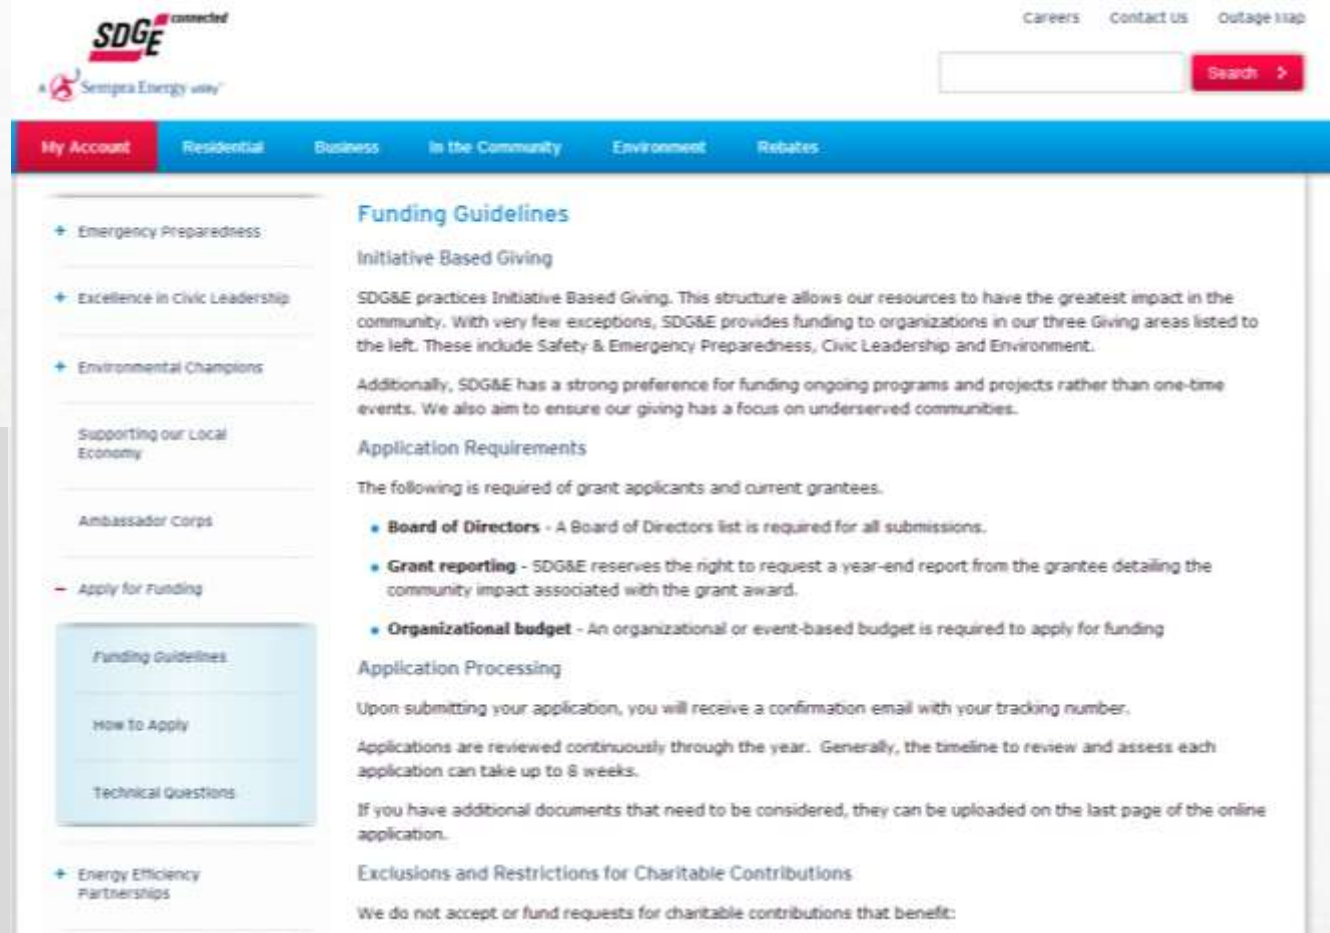 SDGE connected
A Sempra Energy utility
Careers Contact Us Outage Map
Search >
My Account Residential Business In the Community Environment Rebates
+ Emergency Preparedness
+ Excellence in Civic Leadership
+ Environmental Champions
Supporting our Local
Economy
Ambassador Corps
- Apply for Funding
Funding Guidelines
How to Apply
Technical Questions
+ Energy Efficiency
Partnerships
Funding Guidelines
Initiative Based Giving
SDG&E practices Initiative Based Giving. This structure allows our resources to have the greatest impact in the
community. With very few exceptions, SDG&E provides funding to organizations in our three Giving areas listed to
the left. These include Safety & Emergency Preparedness, Civic Leadership and Environment.
Additionally, SDG&E has a strong preference for funding ongoing programs and projects rather than one-time
events. We also aim to ensure our giving has a focus on underserved communities.
Application Requirements
The following is required of grant applicants and current grantees.
• Board of Directors - A Board of Directors list is required for all submissions.
• Grant reporting - SDG&E reserves the right to request a year-end report from the grantee detailing the
community impact associated with the grant award.
• Organizational budget - An organizational or event-based budget is required to apply for funding
Application Processing
Upon submitting your application, you will receive a confirmation email with your tracking number.
Applications are reviewed continuously through the year. Generally, the timeline to review and assess each
application can take up to 8 weeks.
If you have additional documents that need to be considered, they can be uploaded on the last page of the online
application.
Exclusions and Restrictions for Charitable Contributions
We do not accept or fund requests for charitable contributions that benefit: